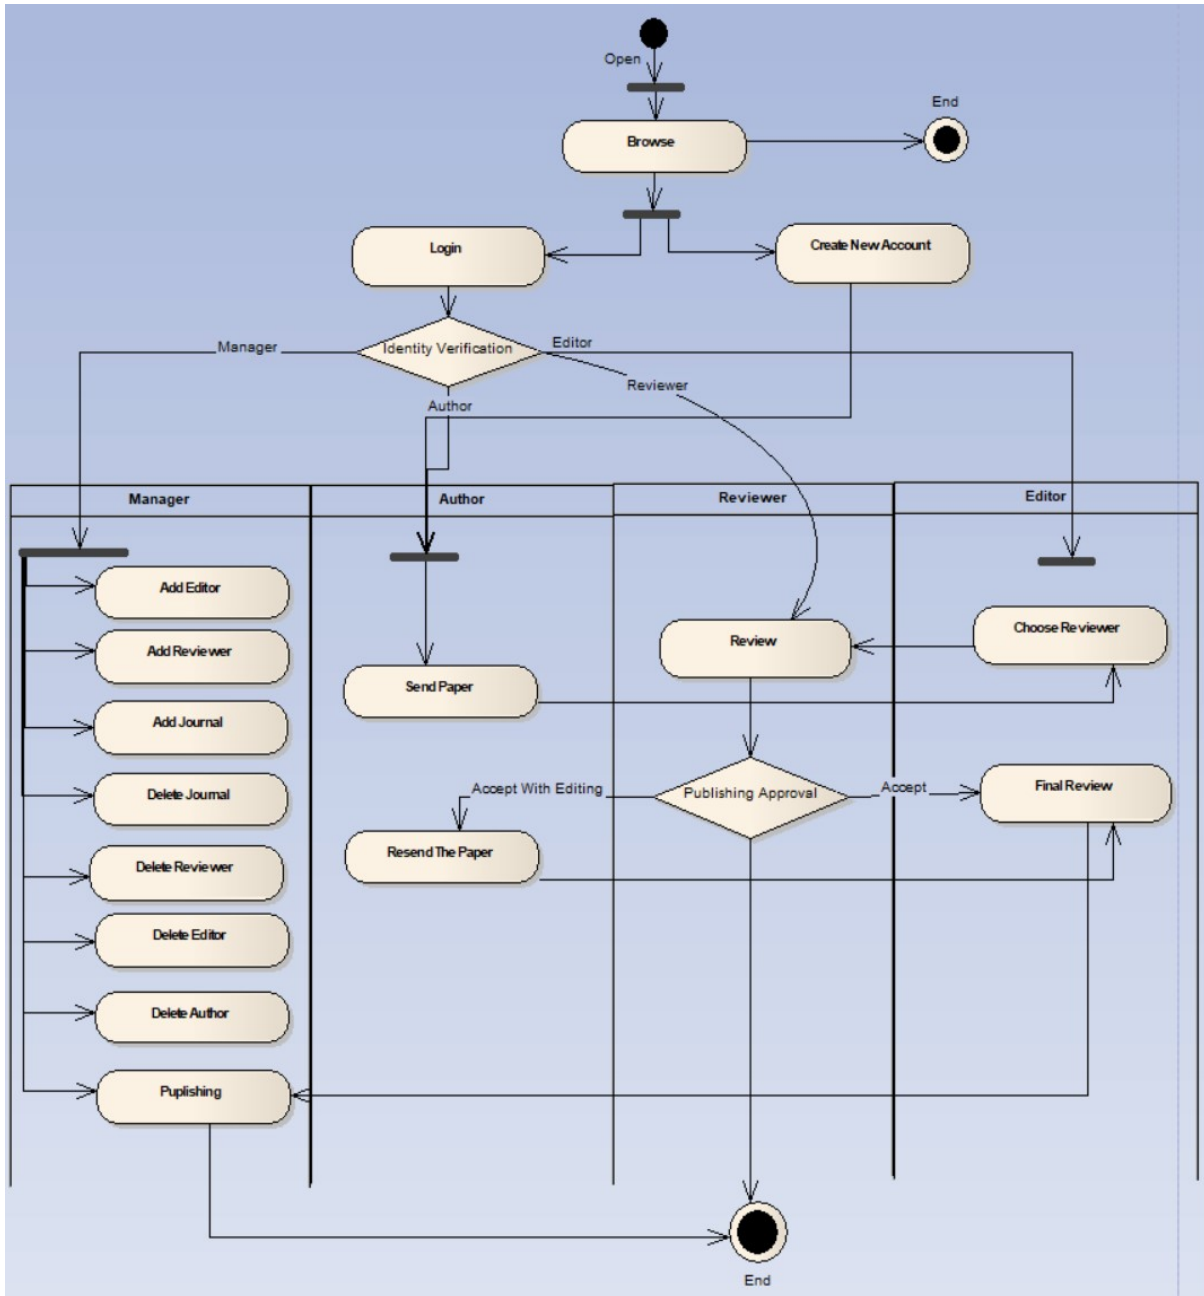 Open
End
Browse
Login
Create New Account
Identity Verification
Manager
Editor
Reviewer
Author
Manager
Author
Reviewer
Editor
Add Editor
Add Reviewer
Add Journal
Delete Journal
Delete Reviewer
Delete Editor
Delete Author
Puplishing
Send Paper
Review
Choose Reviewer
Accept With Editing
Publishing Approval
Accept
Final Review
Resend The Paper
End